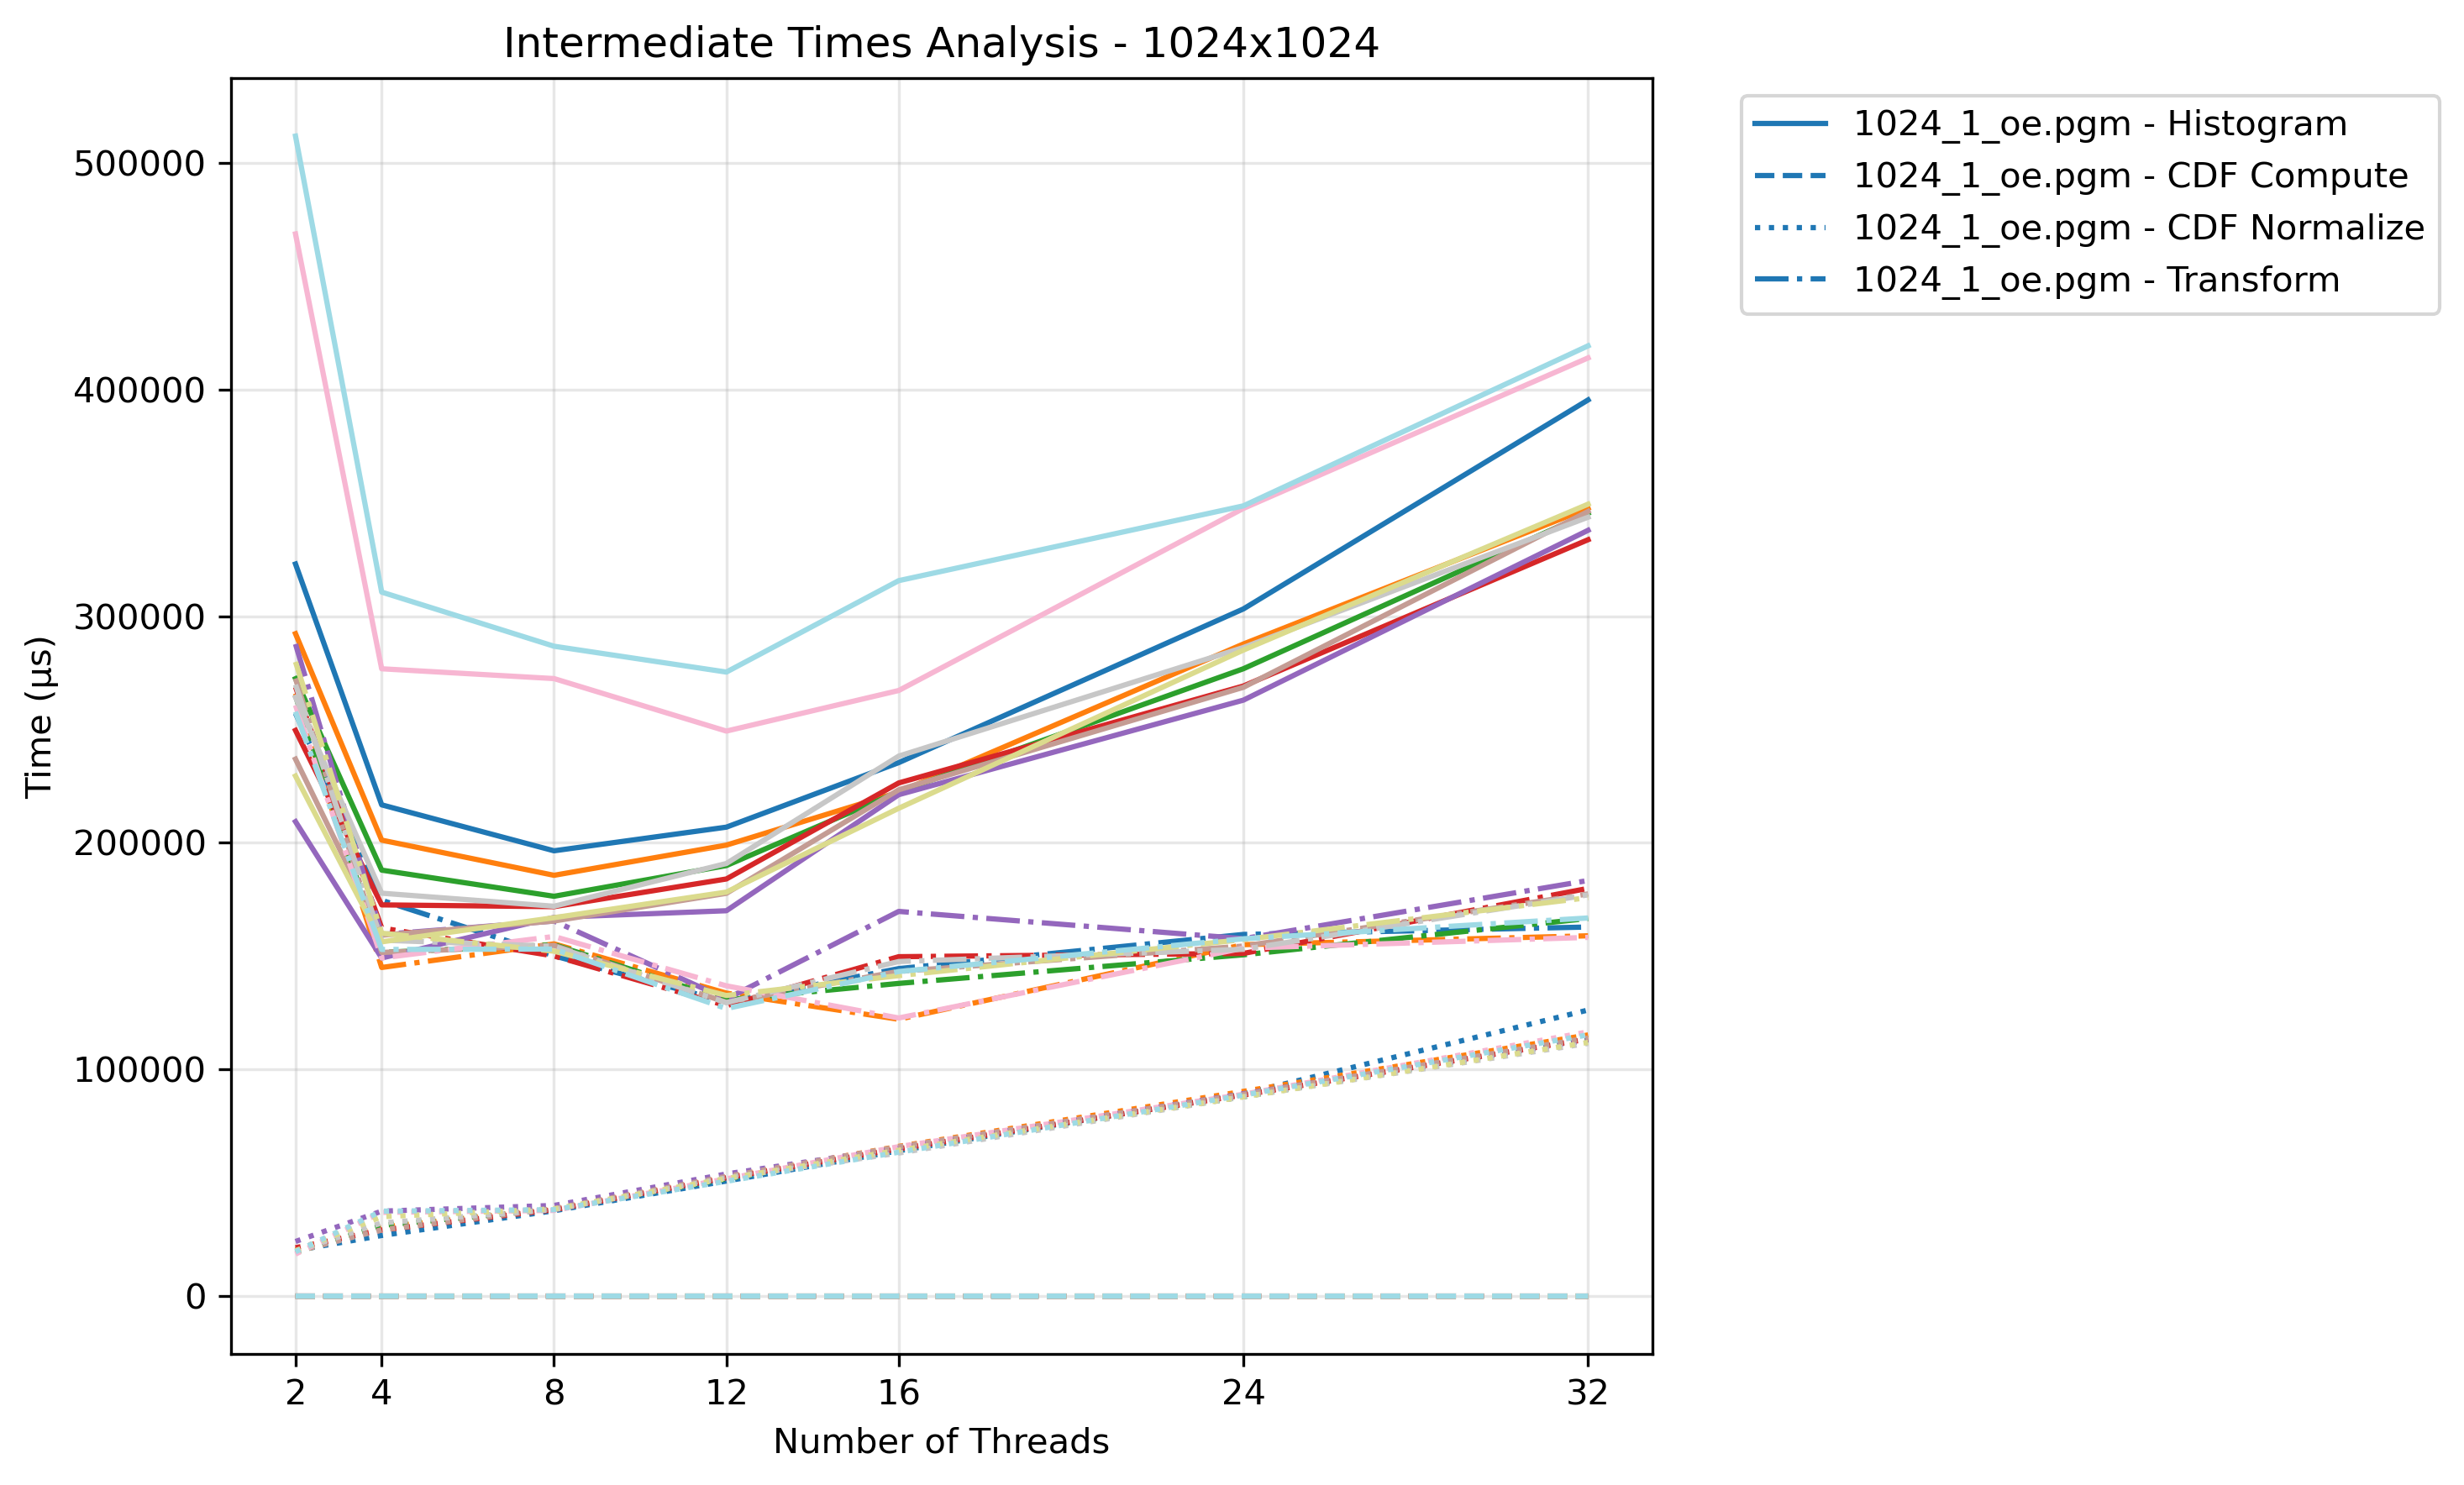 Intermediate Times Analysis - 1024x1024
1024_1_oe.pgm - Histogram
1024_1_oe.pgm - CDF Compute
1024_1_oe.pgm - CDF Normalize
1024_1_oe.pgm - Transform
500000
400000
300000
200000
100000
0
Time (µs)
2 4 8 12 16 24 32
Number of Threads